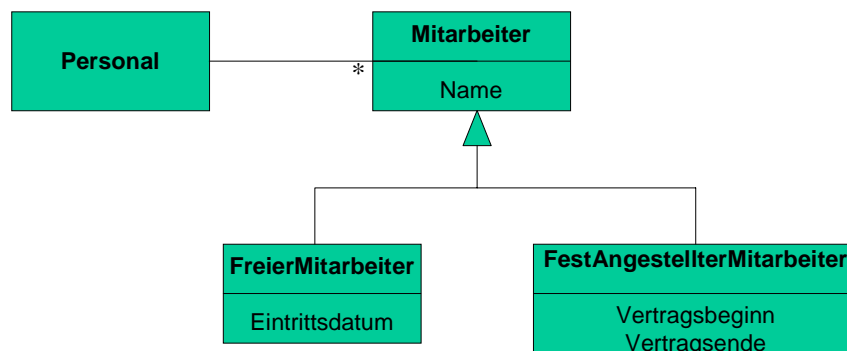 Personal
Mitarbeiter
*
Name
FreierMitarbeiter
Eintrittsdatum
FestAngestellterMitarbeiter
Vertragsbeginn
Vertragsende